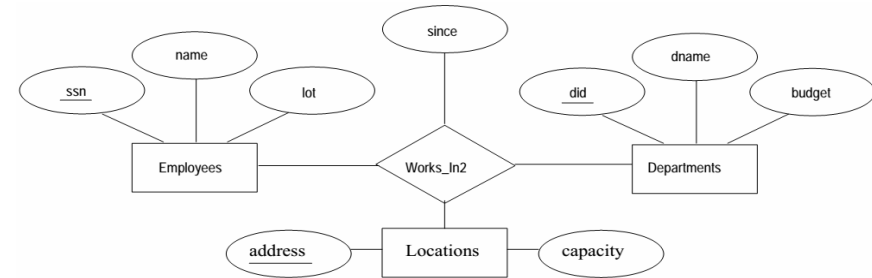 since
name
dname
ssn
lot
did
budget
Employees
Works_In2
Departments
address
Locations
capacity